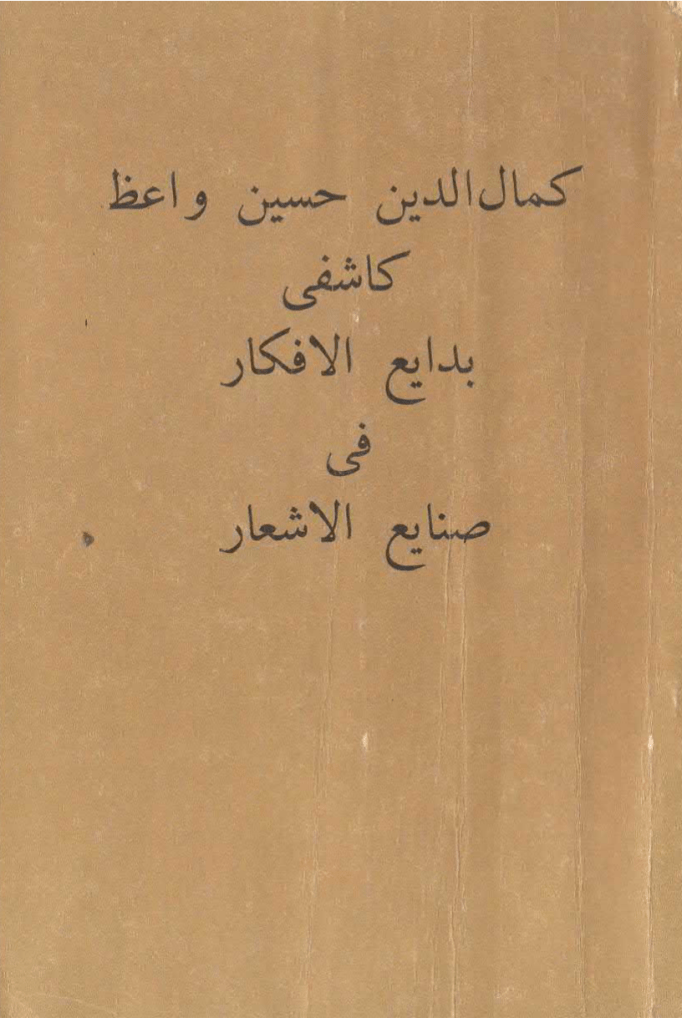 کمال‌الدین حسین واعظ
کاشفی
بدایع الافکار
فی
صنایع الاشعار